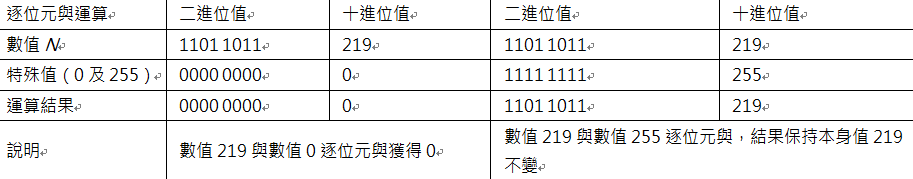 逐位元與運算 二進位值 十進位值 二進位值 十進位值
數值 N 1101 1011 219 1101 1011 219
特殊值 ( 0 及 255 ) 0000 0000 0 1111 1111 255
運算結果 0000 0000 0 1101 1011 219
說明 數值 219 與數值 0 逐位元與獲得 0 數值 219 與數值 255 逐位元與，結果保持本身值 219
不變